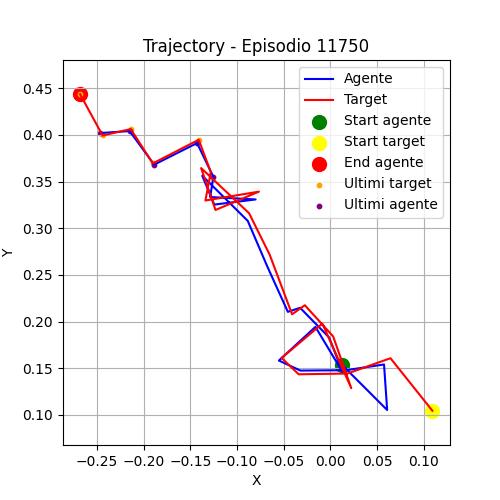 Trajectory - Episodio 11750
Agente
Target
Start agente
Start target
End agente
Ultimi target
Ultimi agente
Y
0.45
0.40
0.35
0.30
0.25
0.20
0.15
0.10
−0.25 −0.20 −0.15 −0.10 −0.05 0.00 0.05 0.10
X